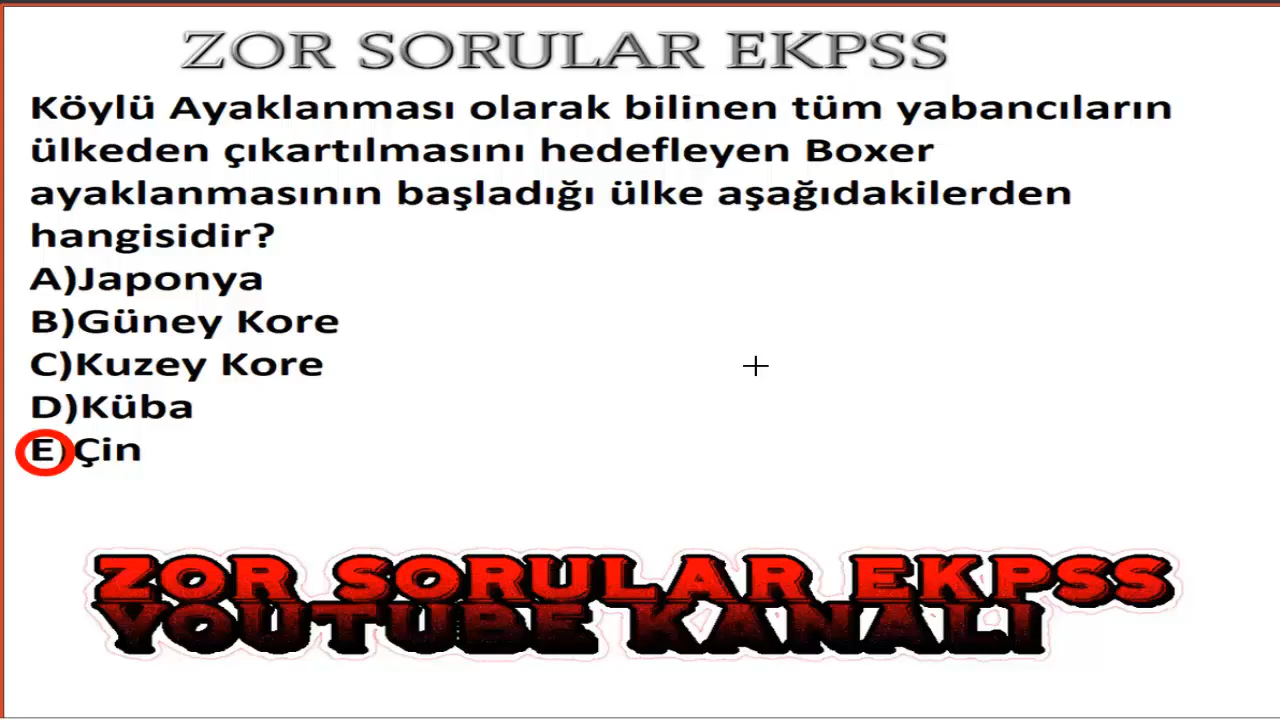 ZOR SORULAR EKPSS
Köylü Ayaklanması olarak bilinen tüm yabancıların
ülkeden çıkartılmasını hedefleyen Boxer
ayaklanmasının başladığı ülke aşağıdakilerden
hangisidir?
A)Japonya
B)Güney Kore
C)Kuzey Kore
D)Küba
E)Çin
ZOR SORULAR EKPSS
YOUTUBE KANALI